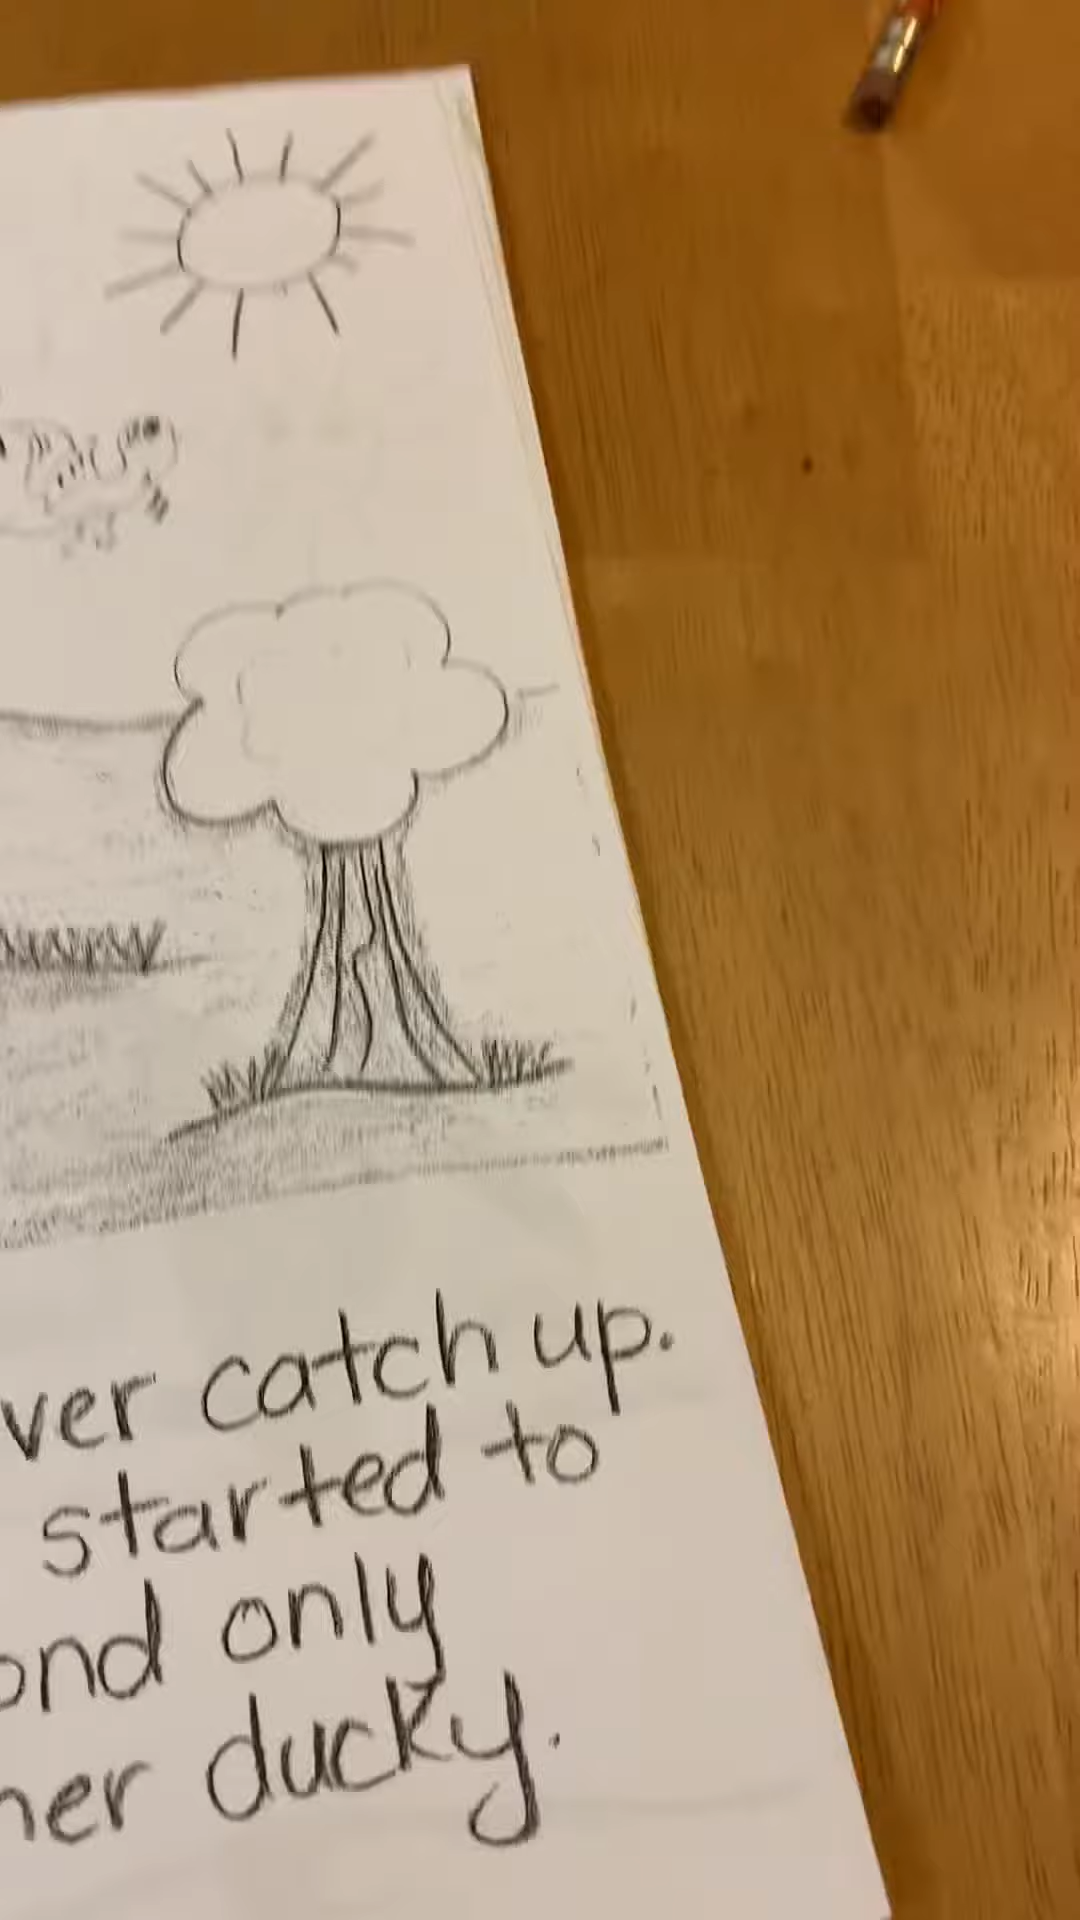 ver catch up.
started to
ond only
her ducky.